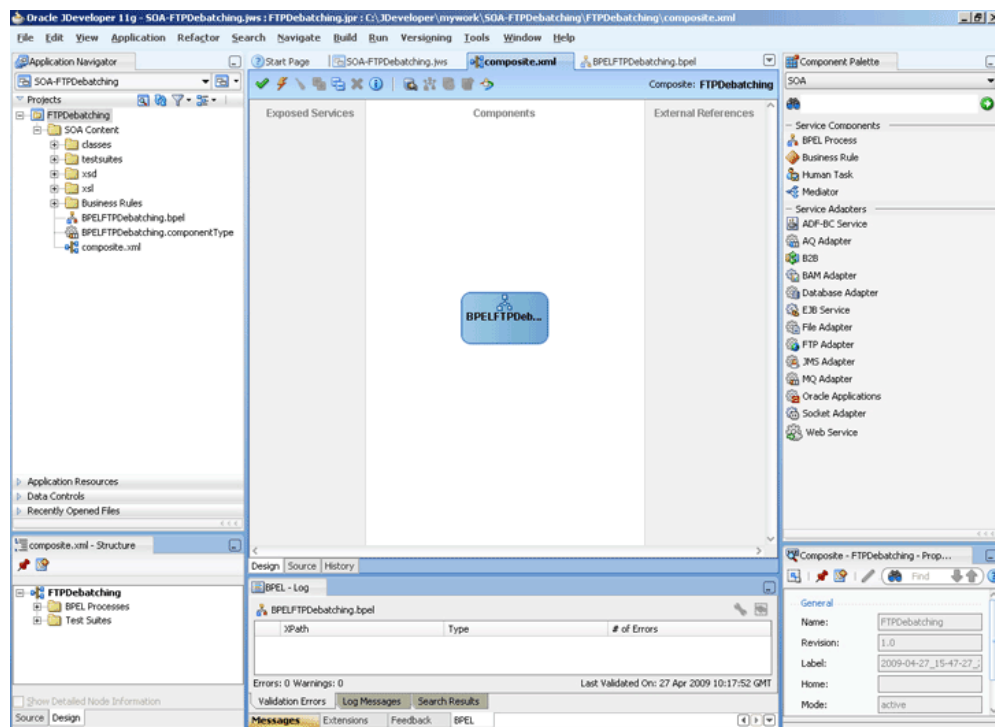 Oracle JDeveloper 11g - SOA-FTPDebatching.jws : FTPDebatching.jpr : C:\JDeveloper\mywork\SOA-FTPDebatching\FTPDebatching\composite.xml
File Edit View Application Refactor Search Navigate Build Run Versigning Tools Window Help
Application Navigator
SOA-FTPDebatching
Projects
FTPDebatching
SOA Content
classes
testsuites
xsd
xsl
Business Rules
BPELFTPDebatching.bpel
BPELFTPDebatching.componentType
composite.xml
Application Resources
Data Controls
Recently Opened Files
composite.xml - Structure
FTPDebatching
BPEL Processes
Test Suites
Show Detailed Node Information
Source Design
Start Page SOA-FTPDebatching.jws composite.xml BPELFTPDebatching.bpel
Composite: FTPDebatching
Exposed Services Components External References
BPELFTPDeb...
Design Source History
BPEL - Log
BPELFTPDebatching.bpel
XPath Type # of Errors
Errors: 0 Warnings: 0 Last Validated On: 27 Apr 2009 10:17:52 GMT
Validation Errors Log Messages Search Results
Messages Extensions Feedback BPEL
Component Palette
SOA
Service Components
BPEL Process
Business Rule
Human Task
Mediator
Service Adapters
ADF-BC Service
AQ Adapter
B2B
BAM Adapter
Database Adapter
EJB Service
File Adapter
FTP Adapter
JMS Adapter
MQ Adapter
Oracle Applications
Socket Adapter
Web Service
Composite - FTPDebatching - Prop...
Find
General
Name: FTPDebatching
Revision: 1.0
Label: 2009-04-27_15-47-27_
Home:
Mode: active